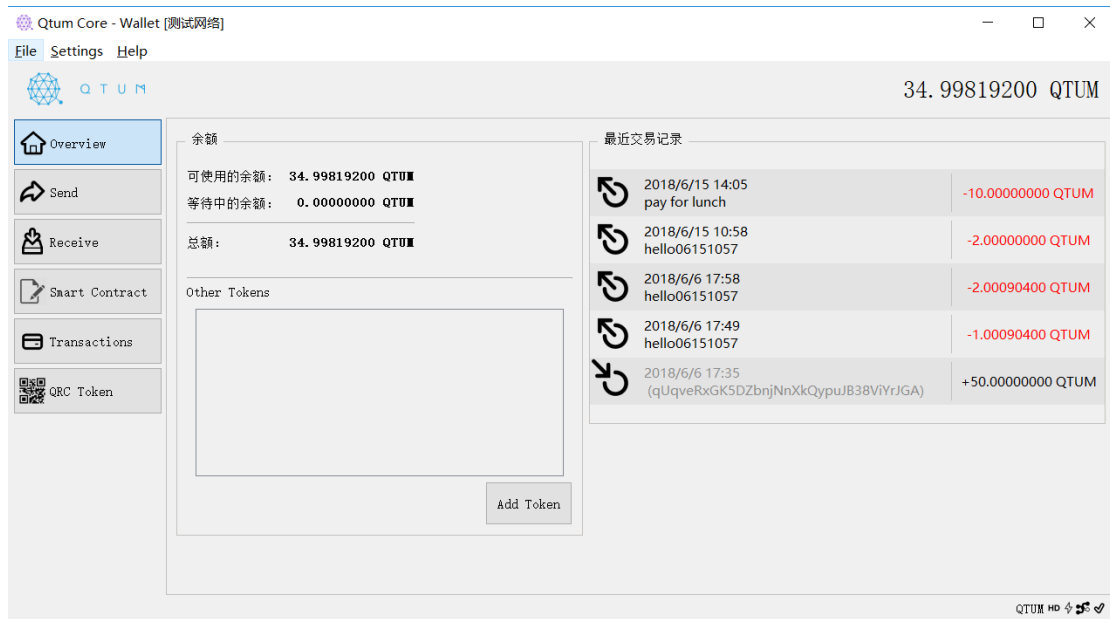 Qtum Core - Wallet [测试网络]
File Settings Help
QTUM
34.99819200 QTUM
Overview
Send
Receive
Smart Contract
Transactions
QRC Token
余额
可使用的余额: 34.99819200 QTUM
等待中的余额: 0.00000000 QTUM
总额: 34.99819200 QTUM
Other Tokens
Add Token
最近交易记录
2018/6/15 14:05
pay for lunch
-10.00000000 QTUM
2018/6/15 10:58
hello06151057
-2.00000000 QTUM
2018/6/6 17:58
hello06151057
-2.00090400 QTUM
2018/6/6 17:49
hello06151057
-1.00090400 QTUM
2018/6/6 17:35
(qUqveRxGK5DZbnjNnXkQypuJB38ViYrJGA)
+50.00000000 QTUM
QTUM HD